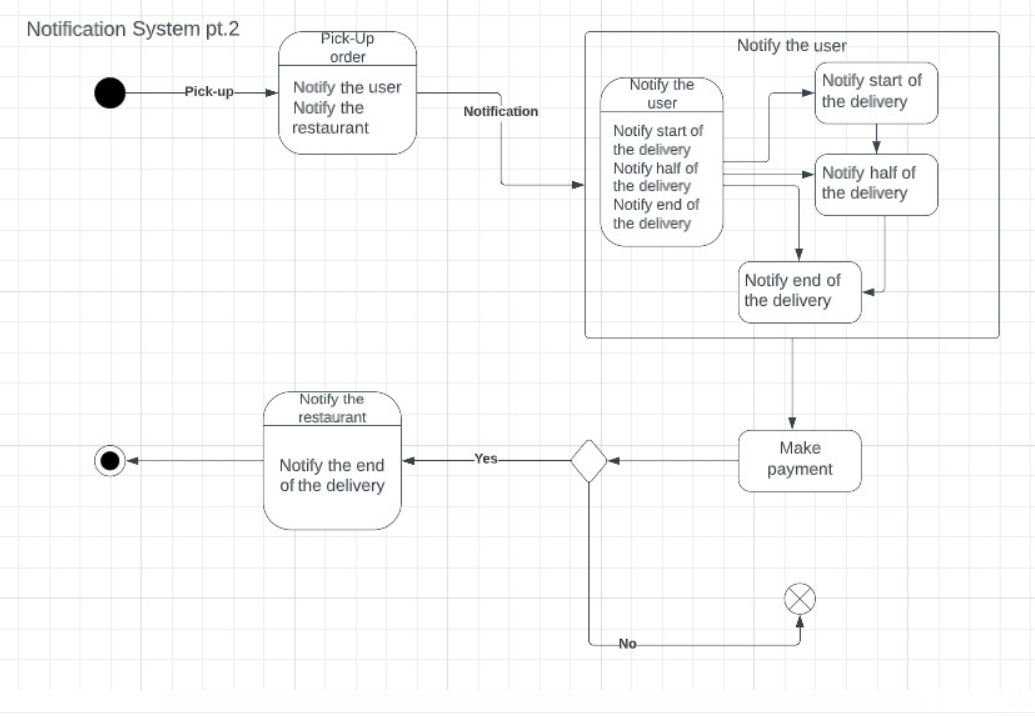 Notification System pt.2
Pick-Up
order
Pick-up
Notify the user
Notify the
restaurant
Notification
Notify the user
Notify the
user
Notify start of
the delivery
Notify half of
the delivery
Notify end of
the delivery
Notify start of
the delivery
Notify half of
the delivery
Notify end of
the delivery
Make
payment
Yes
Notify the
restaurant
Notify the end
of the delivery
No